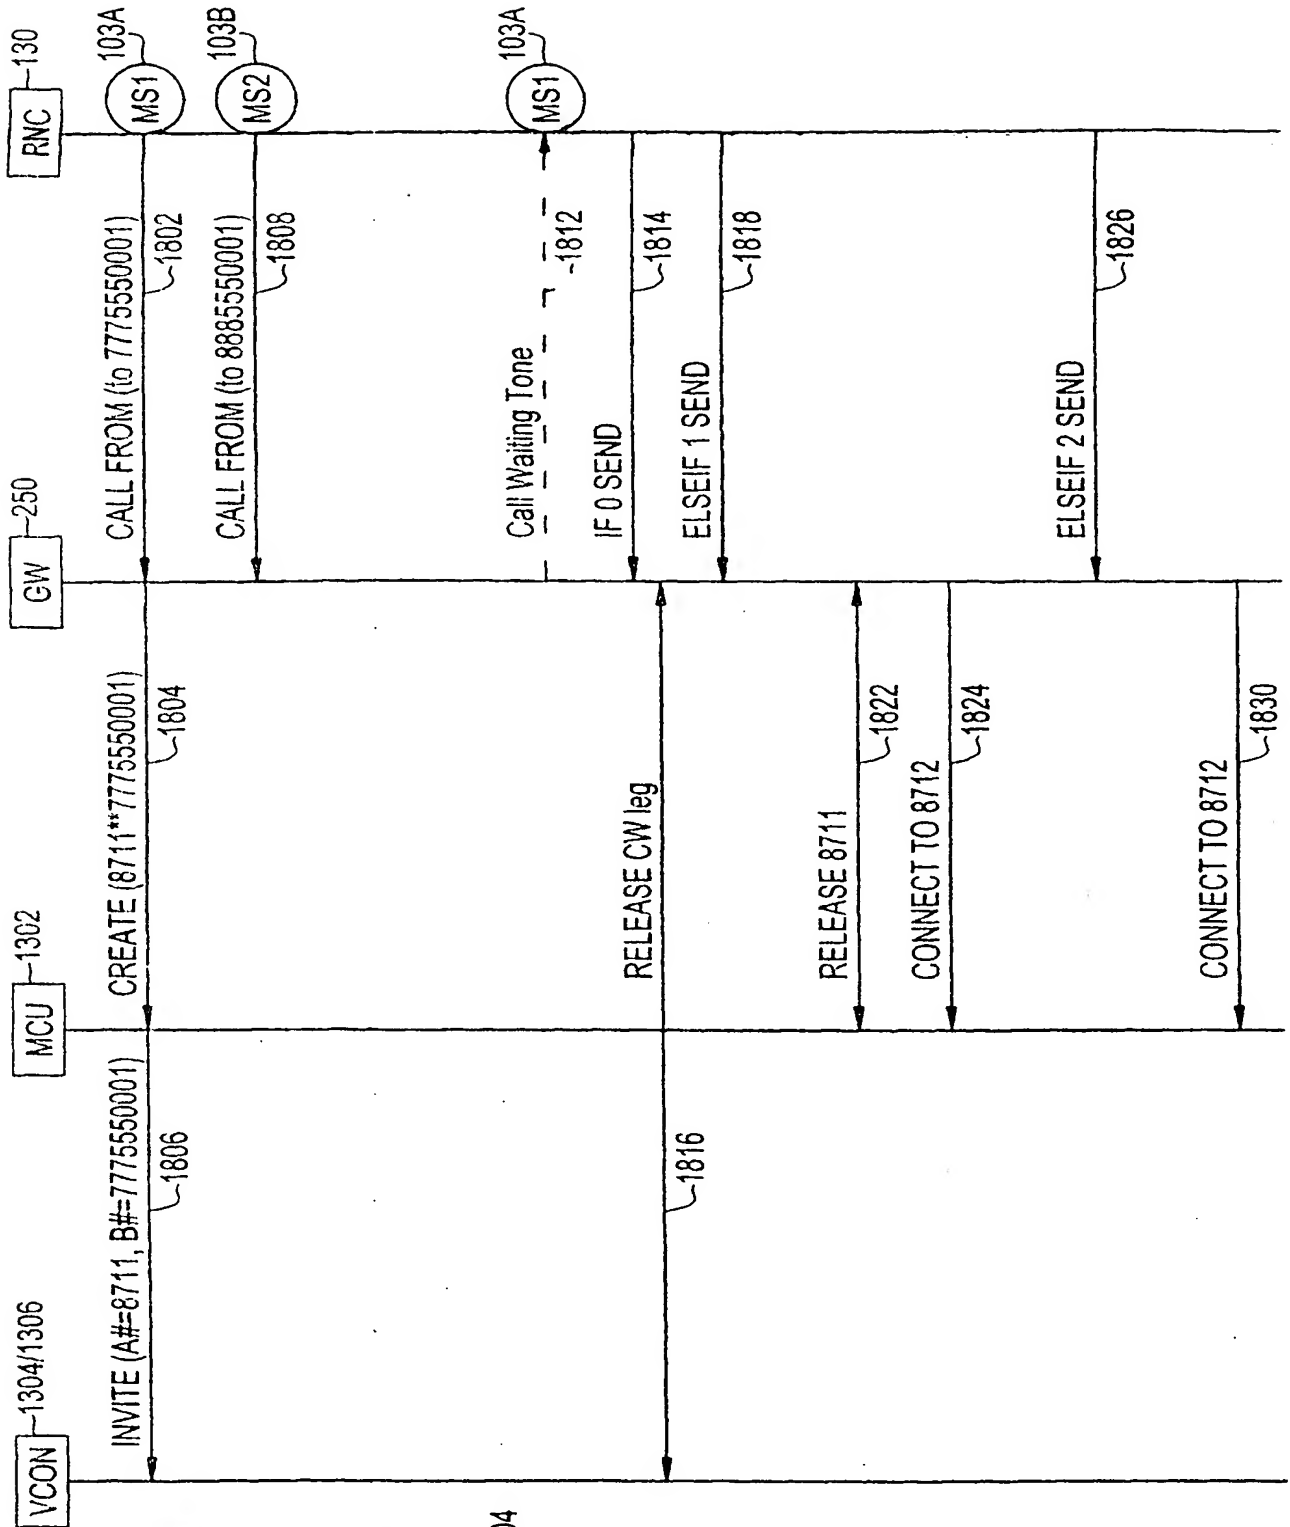 VCON
1304/1306
MCU
1302
GW
250
RNC
130
INVITE (A#=8711, B#=7775550001)
1806
CREATE (8711**7775550001)
1804
CALL FROM (to 7775550001)
1802
MS1
103A
CALL FROM (to 8885550001)
1808
MS2
103B
Call Waiting Tone
1812
MS1
103A
IF 0 SEND
1814
RELEASE CW leg
1816
ELSEIF 1 SEND
1818
RELEASE 8711
1822
CONNECT TO 8712
1824
ELSEIF 2 SEND
1826
CONNECT TO 8712
1830